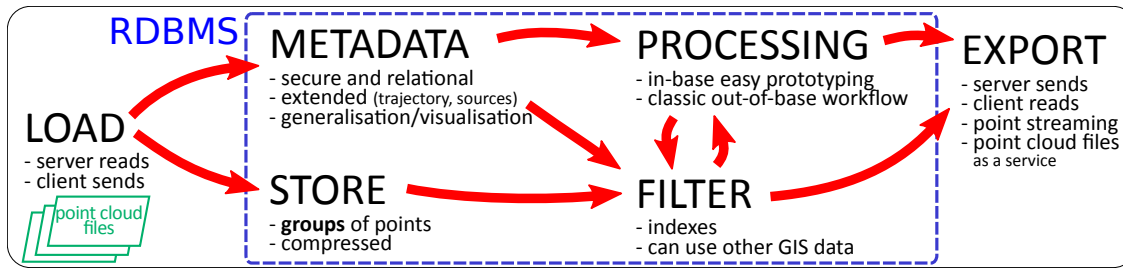 RDBMS
LOAD
- server reads
- client sends
point cloud
files
METADATA
- secure and relational
- extended (trajectory, sources)
- generalisation/visualisation
STORE
- groups of points
- compressed
PROCESSING
- in-base easy prototyping
- classic out-of-base workflow
FILTER
- indexes
- can use other GIS data
EXPORT
- server sends
- client reads
- point streaming
- point cloud files
as a service